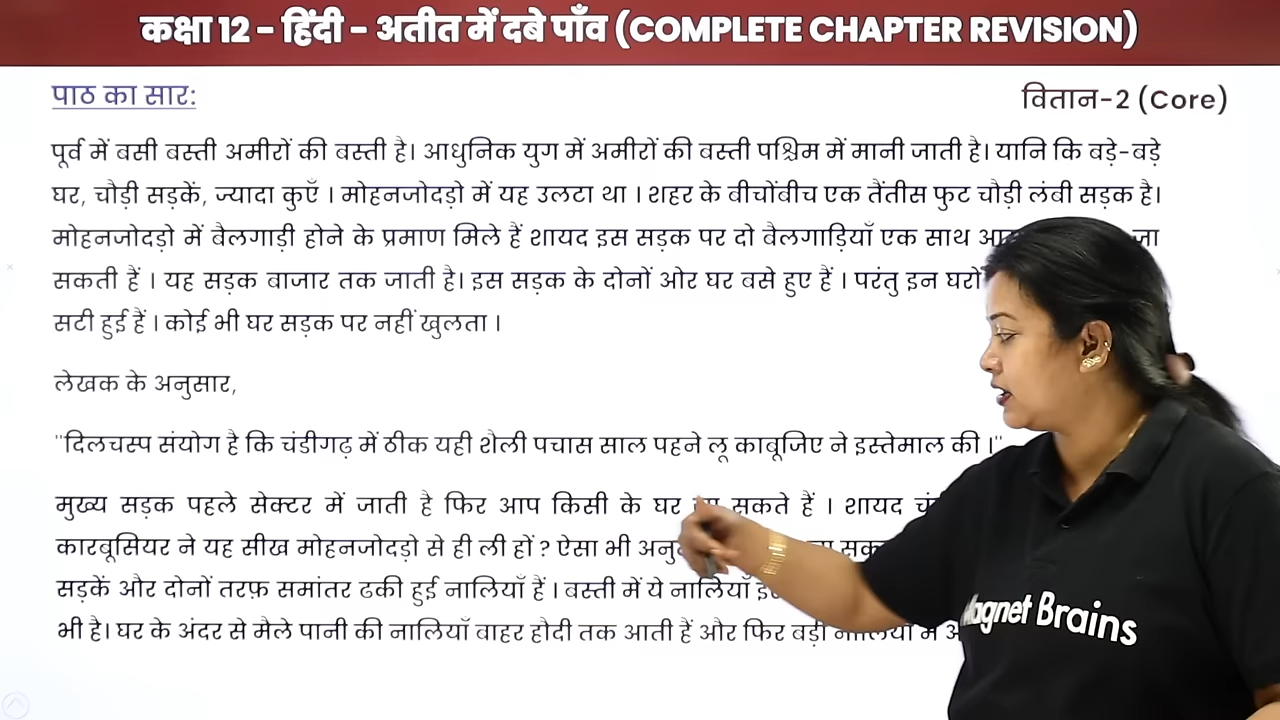 कक्षा 12 - हिंदी - अतीत में दबे पाँव (COMPLETE CHAPTER REVISION)
पाठ का सार:
वितान-2 (Core)
पूर्व में बसी बस्ती अमीरों की बस्ती है। आधुनिक युग में अमीरों की बस्ती पश्चिम में मानी जाती है। यानि कि बड़े-बड़े
घर, चौड़ी सड़कें, ज्यादा कुएँ । मोहनजोदड़ो में यह उलटा था । शहर के बीचोंबीच एक तैंतीस फुट चौड़ी लंबी सड़क है।
मोहनजोदड़ो में बैलगाड़ी होने के प्रमाण मिले हैं शायद इस सड़क पर दो बैलगाड़ियाँ एक साथ जा
सकती हैं । यह सड़क बाजार तक जाती है। इस सड़क के दोनों ओर घर बसे हुए हैं । परंतु इन घरों
सटी हुई हैं । कोई भी घर सड़क पर नहीं खुलता ।
लेखक के अनुसार,
"दिलचस्प संयोग है कि चंडीगढ़ में ठीक यही शैली पचास साल पहने लू काबूजिए ने इस्तेमाल की ।"
मुख्य सड़क पहले सेक्टर में जाती है फिर आप किसी के घर सकते हैं । शायद
कारबूसियर ने यह सीख मोहनजोदड़ो से ही ली हों ? ऐसा भी
सड़कें और दोनों तरफ़ समांतर ढकी हुई नालियाँ हैं । बस्ती में ये नालियाँ
भी है। घर के अंदर से मैले पानी की नालियाँ बाहर हौदी तक आती हैं और फिर बड़ी
Magnet Brains